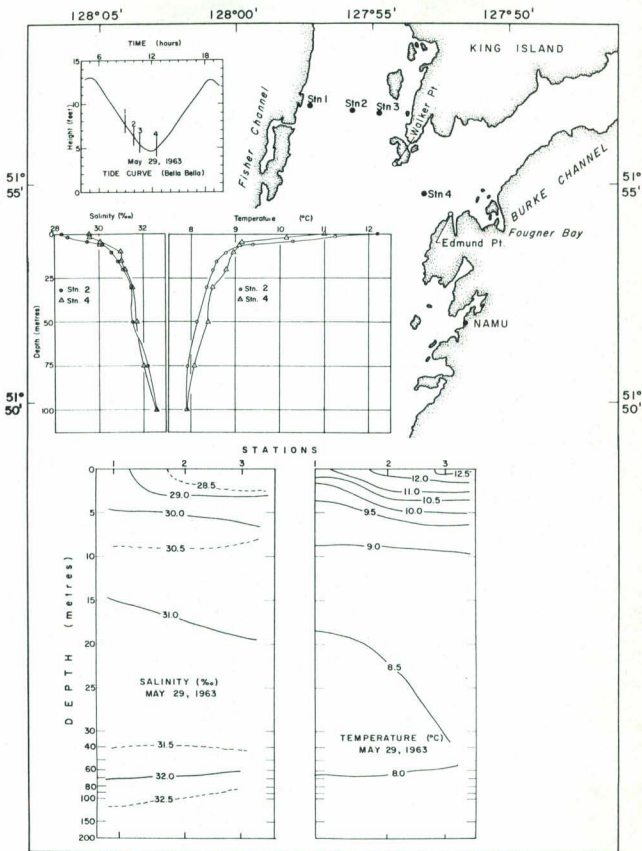 128°05' 128°00' 127°55' 127°50'
TIME (hours)
6 12 18
15
10
5
0
Height (feet)
1 2 3 4
May 29, 1963
TIDE CURVE (Bella Bella)
KING ISLAND
Fisher Channel
Stn 1
Stn 2
Stn 3
Walker Pt.
51° 55'
51° 55'
Stn 4
BURKE CHANNEL
Fougner Bay
Edmund Pt.
NAMU
51° 50'
51° 50'
Salinity (‰)
28 30 32
Temperature (°C)
8 9 10 11 12
25
50
75
100
Depth (metres)
Stn. 2
Stn. 4
Stn. 2
Stn. 4
STATIONS
1 2 3
1 2 3
0
5
10
15
20
25
30
40
60
80
100
150
200
DEPTH (metres)
28.5
29.0
30.0
30.5
31.0
SALINITY (‰)
MAY 29, 1963
31.5
32.0
32.5
12.5
12.0
11.0
10.5
10.0
9.5
9.0
8.5
TEMPERATURE (°C)
MAY 29, 1963
8.0